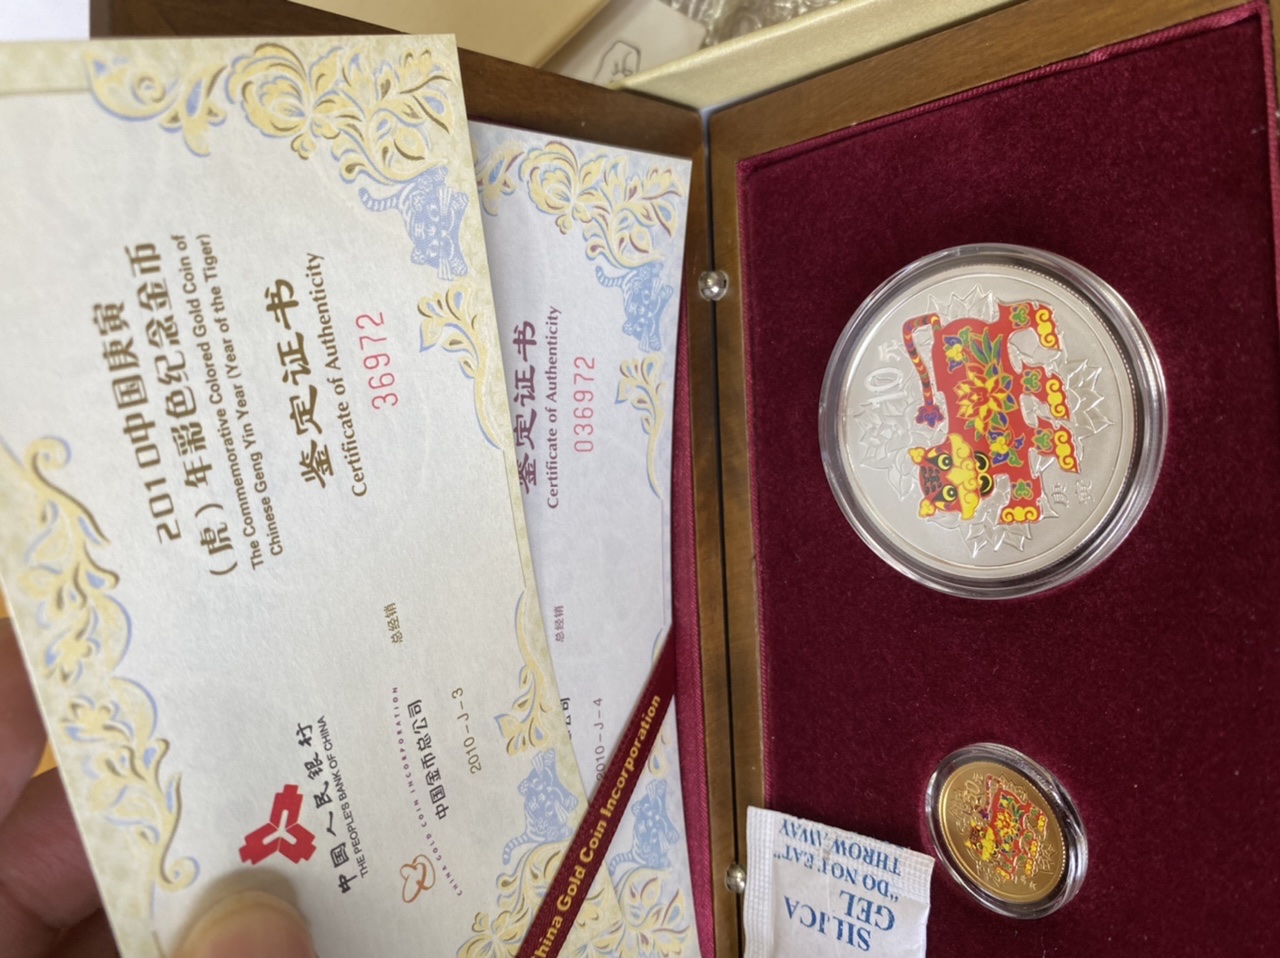 2010中国庚寅
（虎）年彩色纪念金币
The Commemorative Colored Gold Coin of
Chinese Geng Yin Year (Year of the Tiger)
鉴定证书
Certificate of Authenticity
36972
中国人民银行
THE PEOPLE'S BANK OF CHINA
总经销
CHINA GOLD COIN INCORPORATION
中国金币总公司
2010-J-3
鉴定证书
Certificate of Authenticity
036972
总经销
公司
2010-J-4
China Gold Coin Incorporation
10元
庚寅
SILICA
GEL
"DO NOT EAT"
THROW AWAY